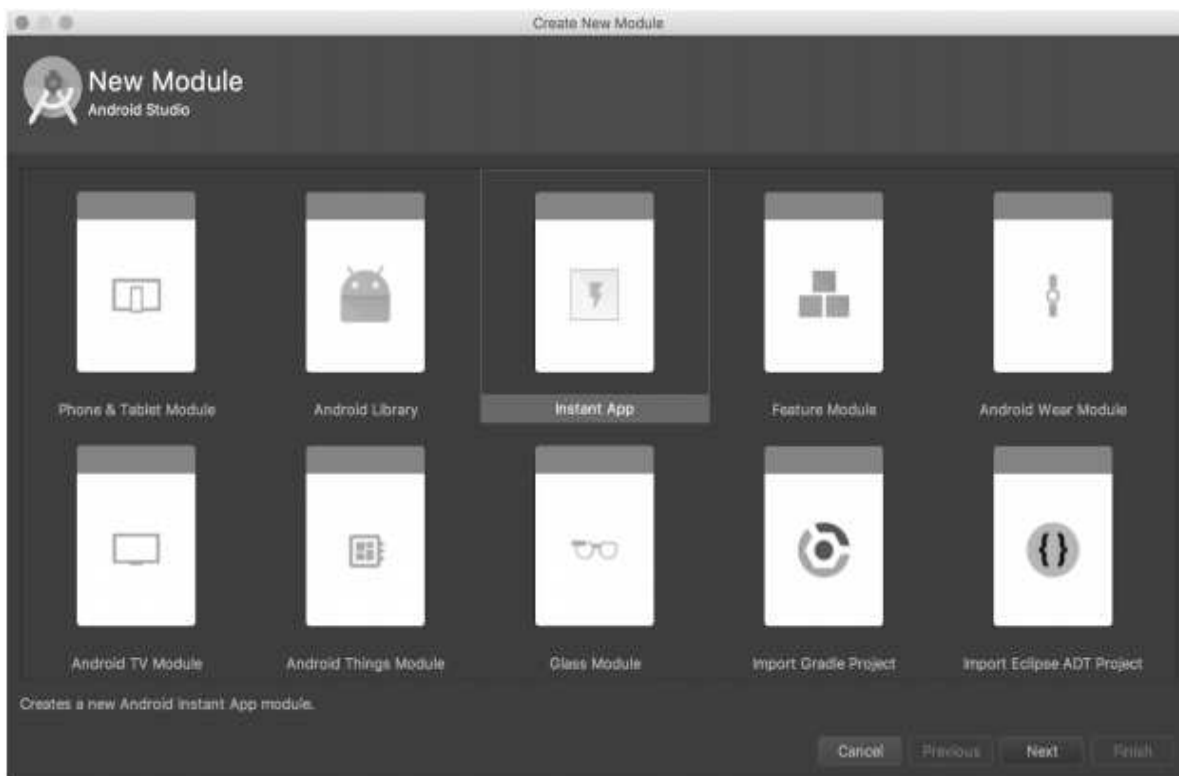 Create New Module
New Module
Android Studio
Phone & Tablet Module
Android Library
Instant App
Feature Module
Android Wear Module
{}
Android TV Module
Android Things Module
Glass Module
Import Gradle Project
Import Eclipse ADT Project
Creates a new Android Instant App module.
Cancel
Previous
Next
Finish